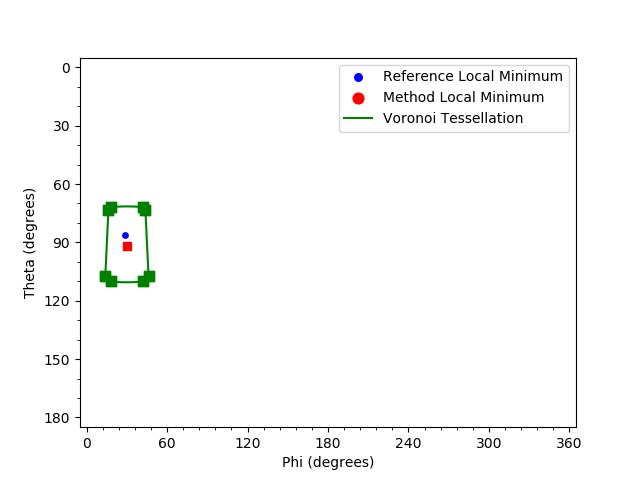 Reference Local Minimum
Method Local Minimum
Voronoi Tessellation
0
30
60
90
120
150
180
Theta (degrees)
0 60 120 180 240 300 360
Phi (degrees)